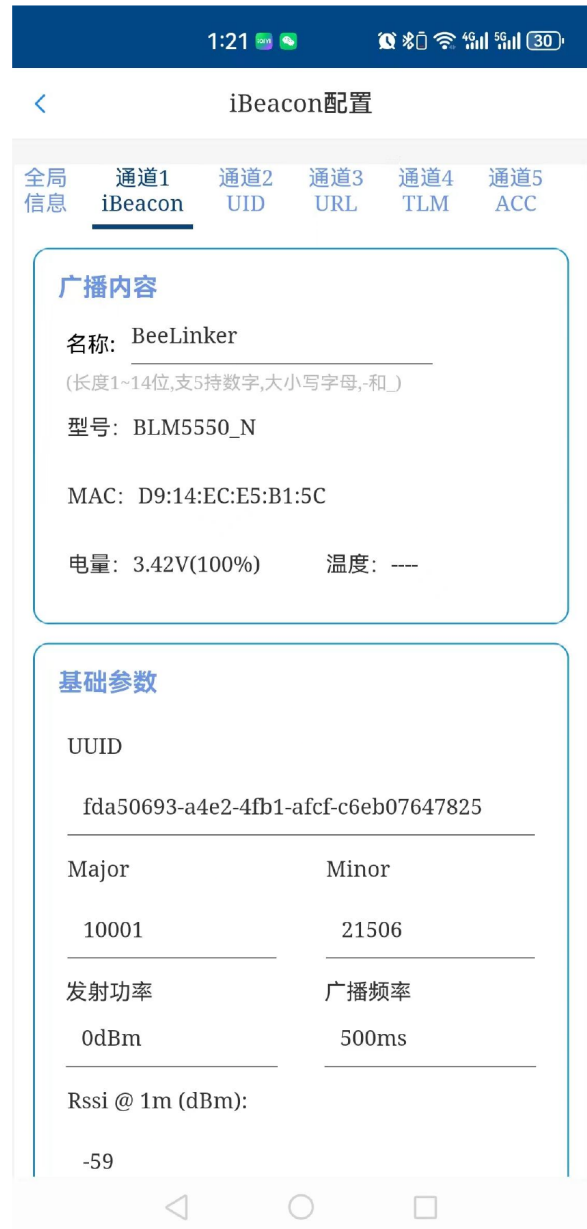 1:21 4G 5G 30
iBeacon配置
全局 通道1 通道2 通道3 通道4 通道5
信息 iBeacon UID URL TLM ACC
广播内容
名称: BeeLinker
(长度1~14位,支5持数字,大小写字母,-和_)
型号: BLM5550_N
MAC: D9:14:EC:E5:B1:5C
电量: 3.42V(100%) 温度: ----
基础参数
UUID
fda50693-a4e2-4fb1-afcf-c6eb07647825
Major Minor
10001 21506
发射功率 广播频率
0dBm 500ms
Rssi @ 1m (dBm):
-59